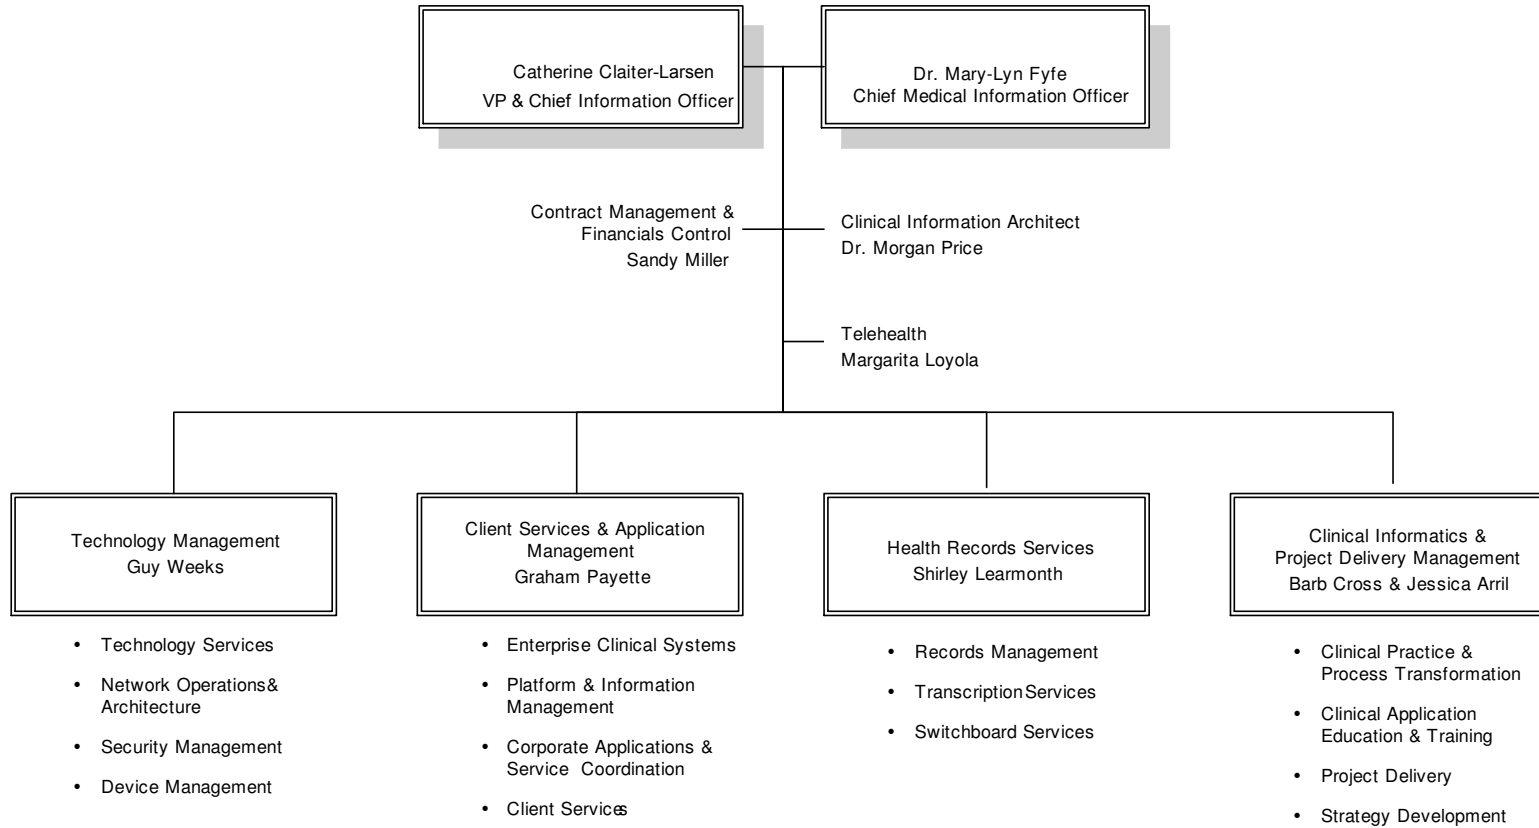 Catherine Claiter-Larsen
VP & Chief Information Officer
Dr. Mary-Lyn Fyfe
Chief Medical Information Officer
Contract Management &
Financials Control
Sandy Miller
Clinical Information Architect
Dr. Morgan Price
Telehealth
Margarita Loyola
Technology Management
Guy Weeks
• Technology Services
• Network Operations&
Architecture
• Security Management
• Device Management
Client Services & Application
Management
Graham Payette
• Enterprise Clinical Systems
• Platform & Information
Management
• Corporate Applications &
Service Coordination
• Client Services
Health Records Services
Shirley Learmonth
• Records Management
• Transcription Services
• Switchboard Services
Clinical Informatics &
Project Delivery Management
Barb Cross & Jessica Arril
• Clinical Practice &
Process Transformation
• Clinical Application
Education & Training
• Project Delivery
• Strategy Development